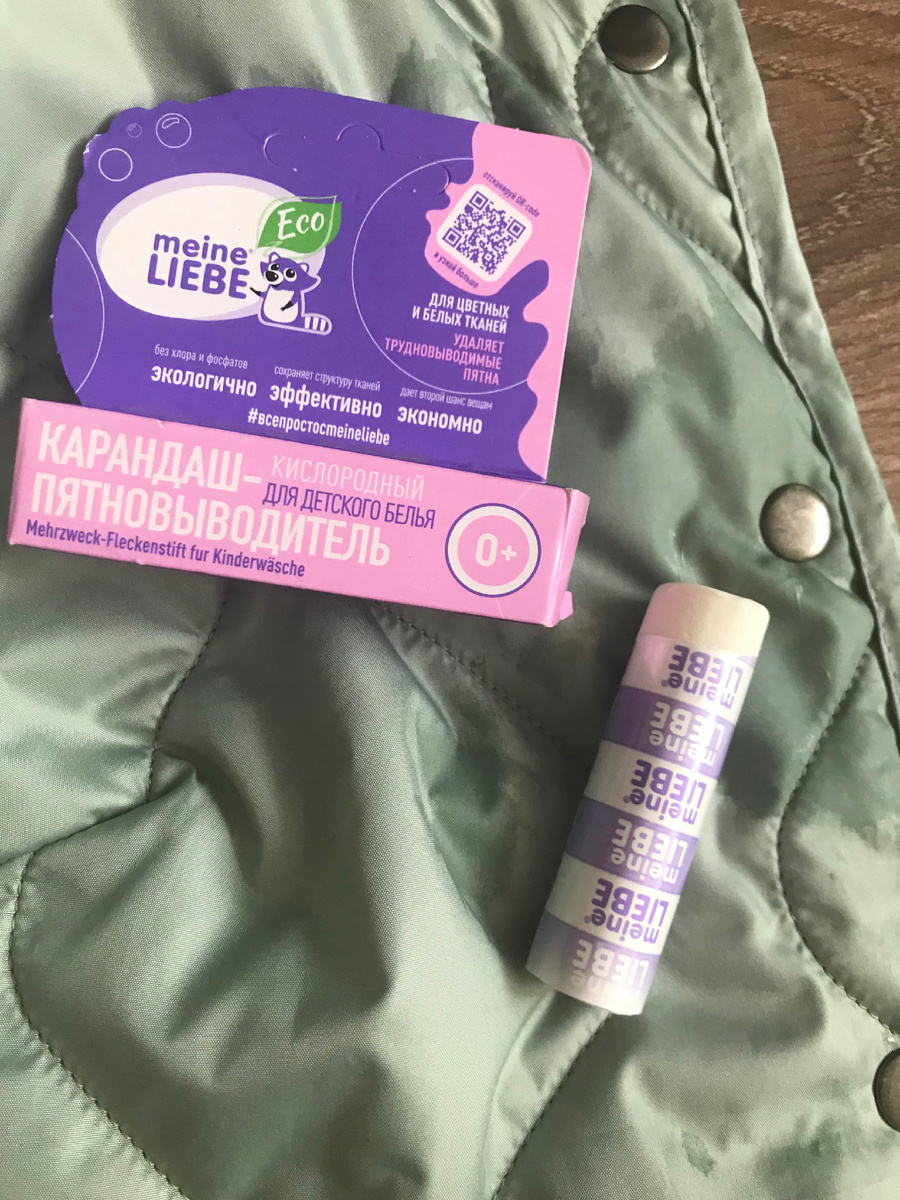 Eco
meine®
LIEBE
отсканируй QR-code
и узнай больше
ДЛЯ ЦВЕТНЫХ
И БЕЛЫХ ТКАНЕЙ
УДАЛЯЕТ
ТРУДНОВЫВОДИМЫЕ
ПЯТНА
без хлора и фосфатов
экологично
сохраняет структуру тканей
эффективно
дает второй шанс вещам
экономно
#всепростосmeineliebe
КАРАНДАШ-
ПЯТНОВЫВОДИТЕЛЬ
КИСЛОРОДНЫЙ
ДЛЯ ДЕТСКОГО БЕЛЬЯ
Mehrzweck-Fleckenstift fur Kinderwäsche
0+
meine®
LIEBE
meine
LIEBE
meine®
LIEBE
meine
LIEBE
meine®
LIEBE
LIEBE